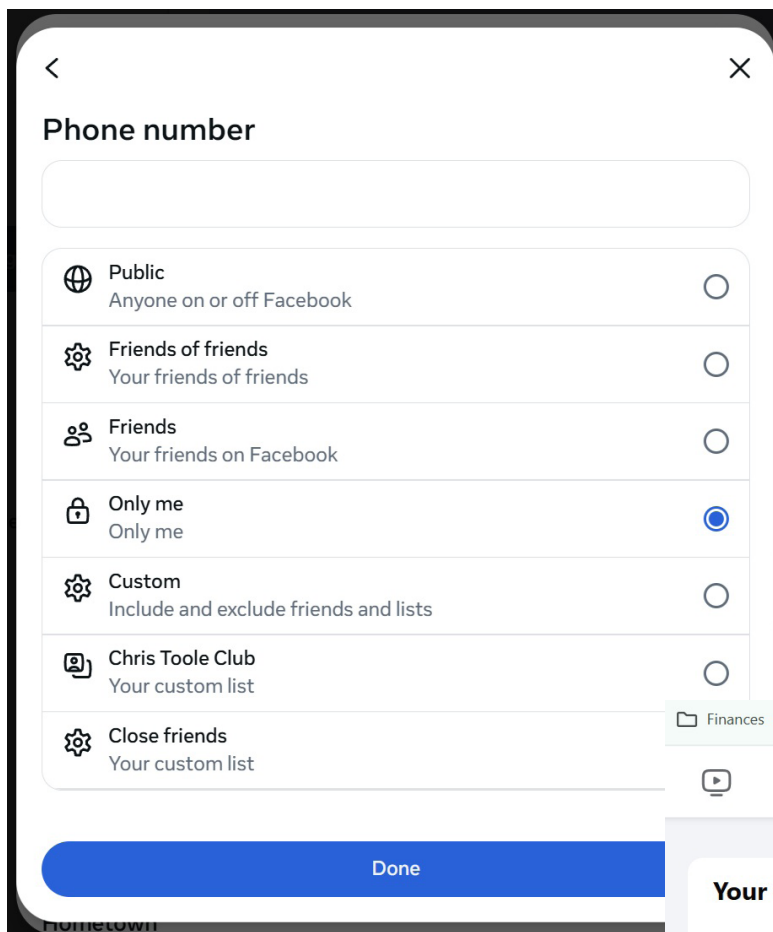 Phone number
Public
Anyone on or off Facebook
Friends of friends
Your friends of friends
Friends
Your friends on Facebook
Only me
Only me
Custom
Include and exclude friends and lists
Chris Toole Club
Your custom list
Close friends
Your custom list
Finances
Done
Your
Hometown